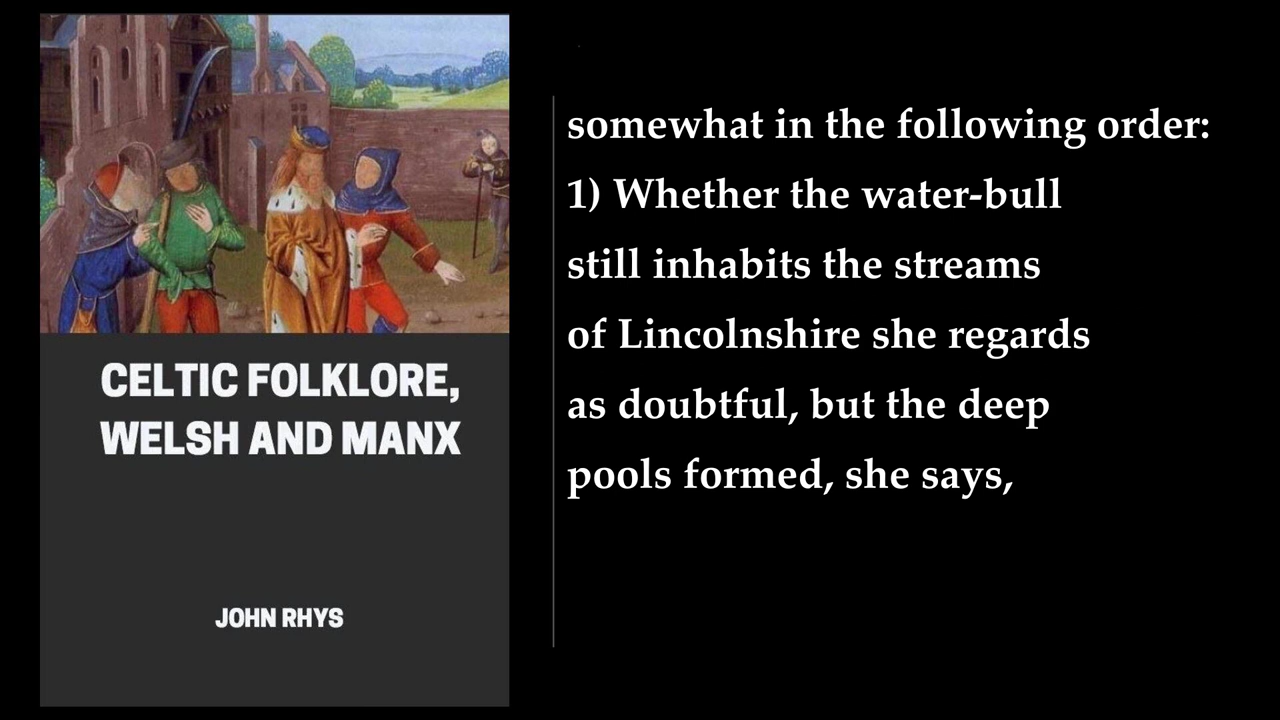 CELTIC FOLKLORE,
WELSH AND MANX
JOHN RHYS
somewhat in the following order:
1) Whether the water-bull
still inhabits the streams
of Lincolnshire she regards
as doubtful, but the deep
pools formed, she says,